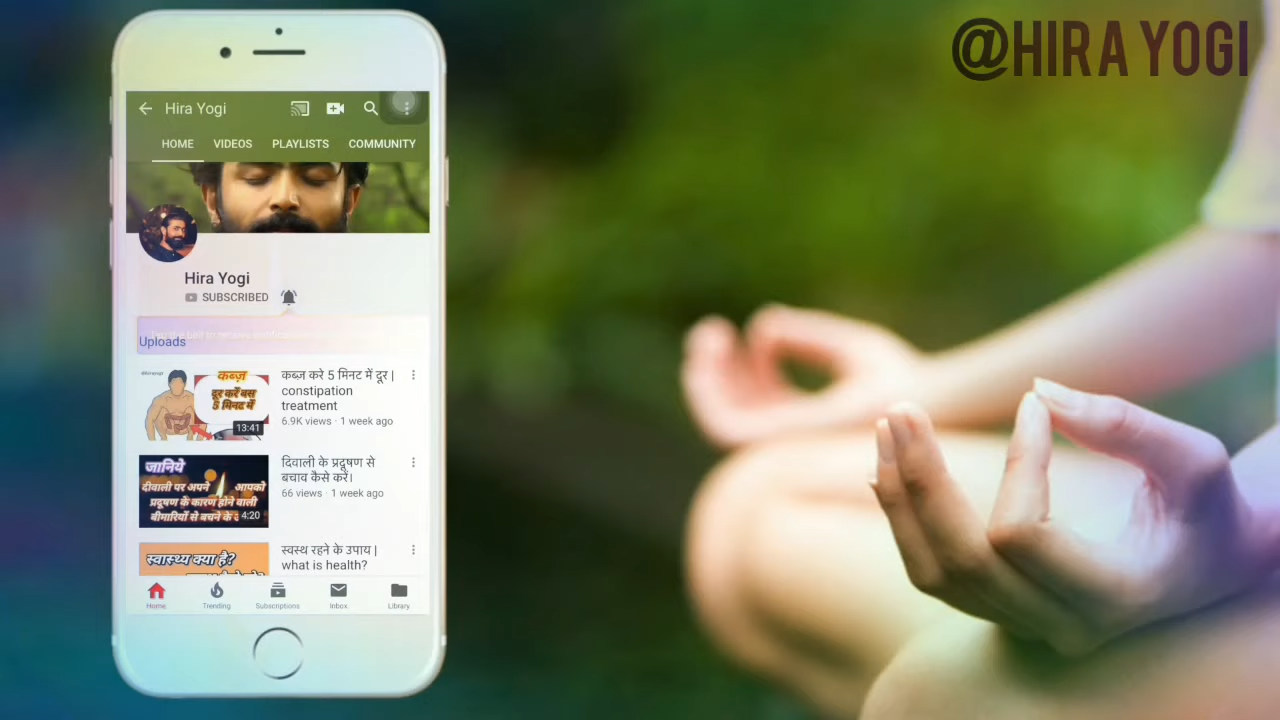 @HIRA YOGI
Hira Yogi
HOME VIDEOS PLAYLISTS COMMUNITY
Hira Yogi
SUBSCRIBED
Uploads
कब्ज़
दूर करें बस
5 मिनट में
13:41
कब्ज़ करे 5 मिनट में दूर |
constipation
treatment
6.9K views · 1 week ago
जानिये
दीवाली पर अपने आपको
प्रदूषण के कारण होने वाली
बीमारियों से बचने के
4:20
दिवाली के प्रदूषण से
बचाव कैसे करें।
66 views · 1 week ago
स्वास्थ्य क्या है?
स्वस्थ रहने के उपाय |
what is health?
Home Trending Subscriptions Inbox Library